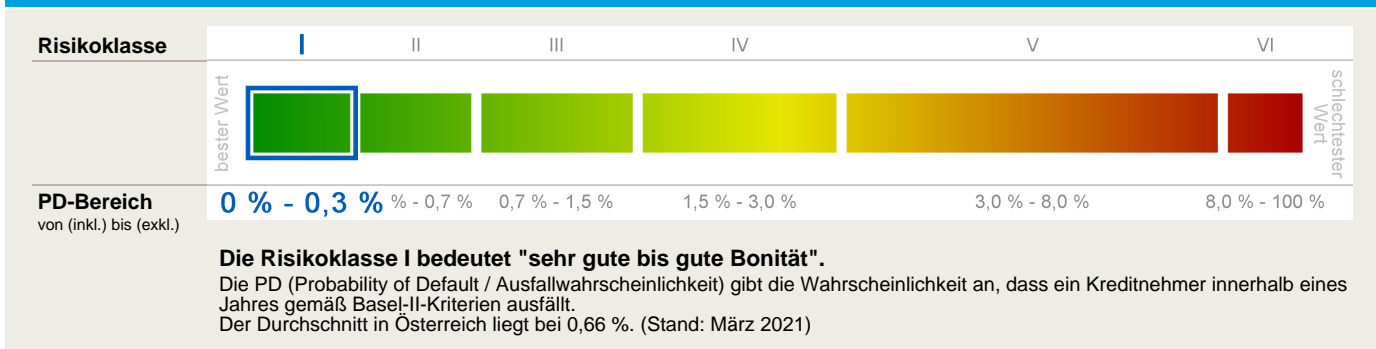 Risikoklasse I II III IV V VI
bester Wert
schlechtester
Wert
PD-Bereich 0 % - 0,3 % % - 0,7 % 0,7 % - 1,5 % 1,5 % - 3,0 % 3,0 % - 8,0 % 8,0 % - 100 %
von (inkl.) bis (exkl.)
Die Risikoklasse I bedeutet "sehr gute bis gute Bonität".
Die PD (Probability of Default / Ausfallwahrscheinlichkeit) gibt die Wahrscheinlichkeit an, dass ein Kreditnehmer innerhalb eines
Jahres gemäß Basel-II-Kriterien ausfällt.
Der Durchschnitt in Österreich liegt bei 0,66 %. (Stand: März 2021)